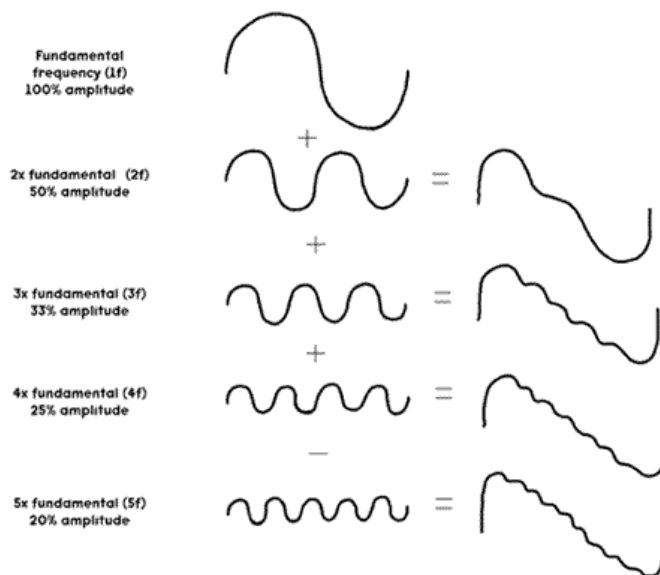 Fundamental
frequency (1f)
100% amplitude
+
2x fundamental (2f)
50% amplitude
=
+
3x fundamental (3f)
33% amplitude
=
+
4x fundamental (4f)
25% amplitude
=
—
5x fundamental (5f)
20% amplitude
=